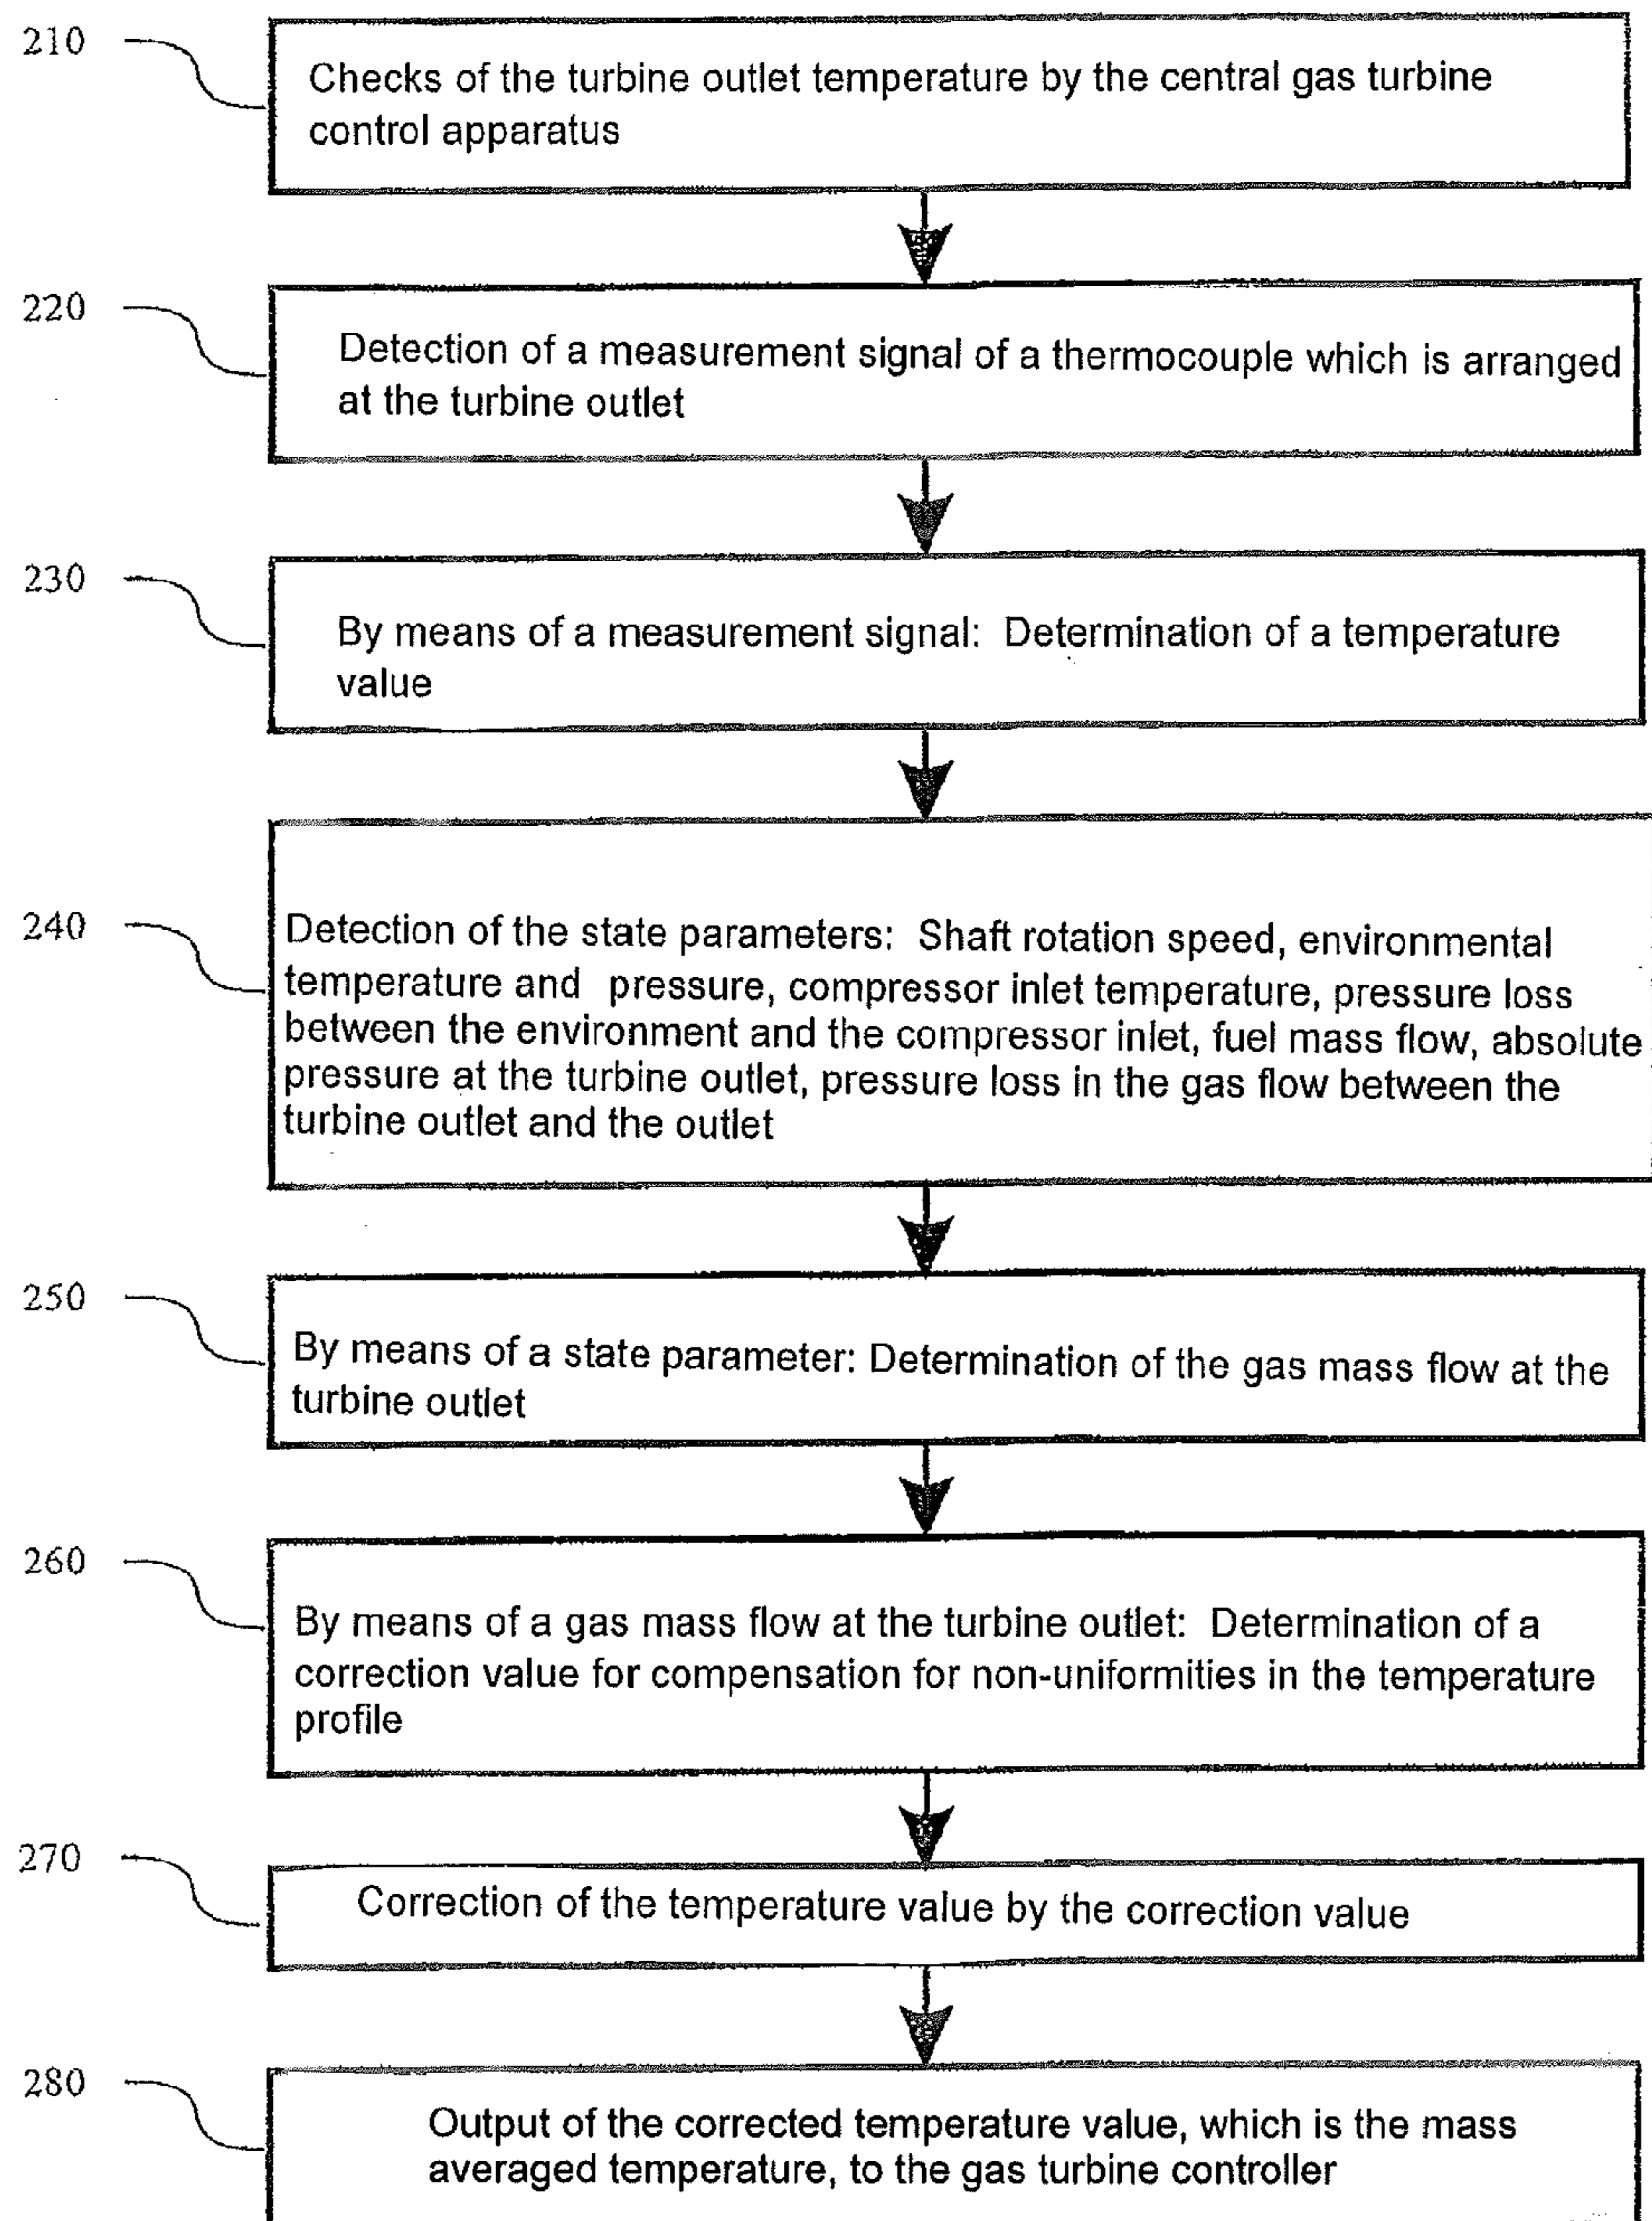 210
Checks of the turbine outlet temperature by the central gas turbine
control apparatus
220
Detection of a measurement signal of a thermocouple which is arranged
at the turbine outlet
230
By means of a measurement signal: Determination of a temperature
value
240
Detection of the state parameters: Shaft rotation speed, environmental
temperature and pressure, compressor inlet temperature, pressure loss
between the environment and the compressor inlet, fuel mass flow, absolute
pressure at the turbine outlet, pressure loss in the gas flow between the
turbine outlet and the outlet
250
By means of a state parameter: Determination of the gas mass flow at the
turbine outlet
260
By means of a gas mass flow at the turbine outlet: Determination of a
correction value for compensation for non-uniformities in the temperature
profile
270
Correction of the temperature value by the correction value
280
Output of the corrected temperature value, which is the mass
averaged temperature, to the gas turbine controller